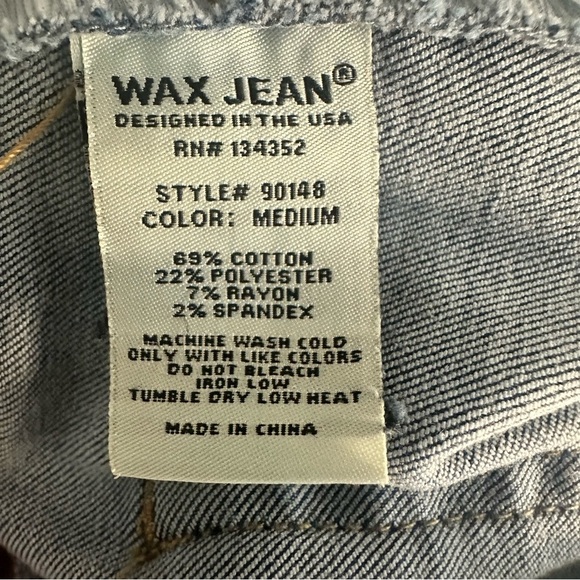 WAX JEAN®
DESIGNED IN THE USA
RN# 134352
STYLE# 90148
COLOR: MEDIUM
69% COTTON
22% POLYESTER
7% RAYON
2% SPANDEX
MACHINE WASH COLD
ONLY WITH LIKE COLORS
DO NOT BLEACH
IRON LOW
TUMBLE DRY LOW HEAT
MADE IN CHINA